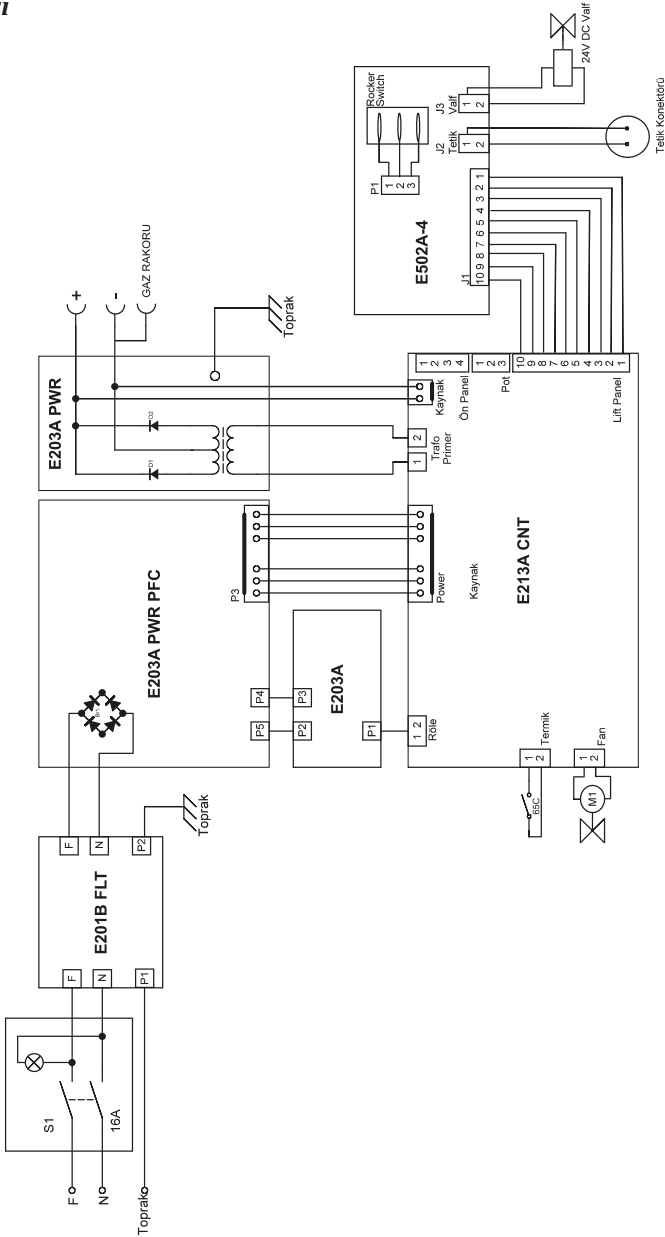 rı
F
N
Toprak
S1
16A
F
N
P1
E201B FLT
F
N
P2
Toprak
Br1
E203A PWR PFC
P5
P4
P3
P2
P3
E203A
P1
E203A PWR
D1
D2
+
-
GAZ RAKORU
Toprak
1 2
Röle
Power
Kaynak
1
2
Trafo
Primer
Kaynak
1 2 3 4
Ön Panel
1 2 3
Pot
10 9 8 7 6 5 4 3 2 1
Lift Panel
E213A CNT
1 2
Termik
65C
1 2
Fan
M1
E502A-4
J1
10 9 8 7 6 5 4 3 2 1
P1
1 2 3
Rocker
Switch
J2
Tetik
1 2
J3
Valf
1 2
24V DC Valf
Tetik Konektörü